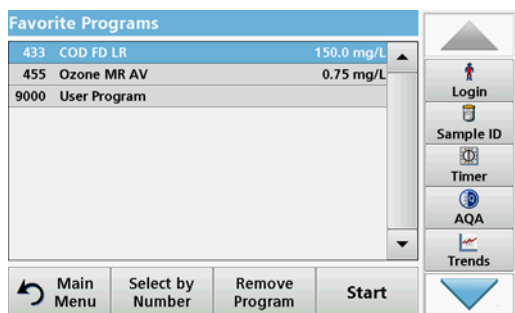 Favorite Programs
433 COD FD LR 150.0 mg/L
455 Ozone MR AV 0.75 mg/L
9000 User Program
Login
Sample ID
Timer
AQA
Trends
Main Menu
Select by Number
Remove Program
Start